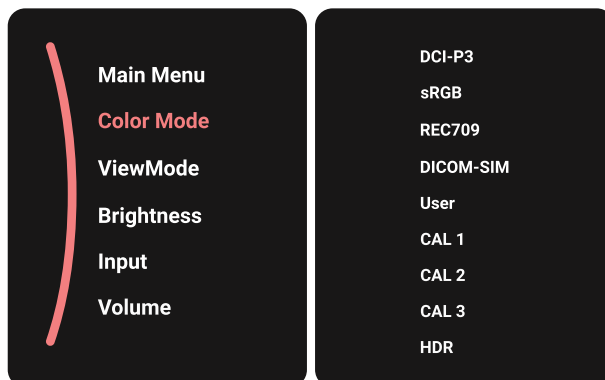 Main Menu
Color Mode
ViewMode
Brightness
Input
Volume
DCI-P3
sRGB
REC709
DICOM-SIM
User
CAL 1
CAL 2
CAL 3
HDR